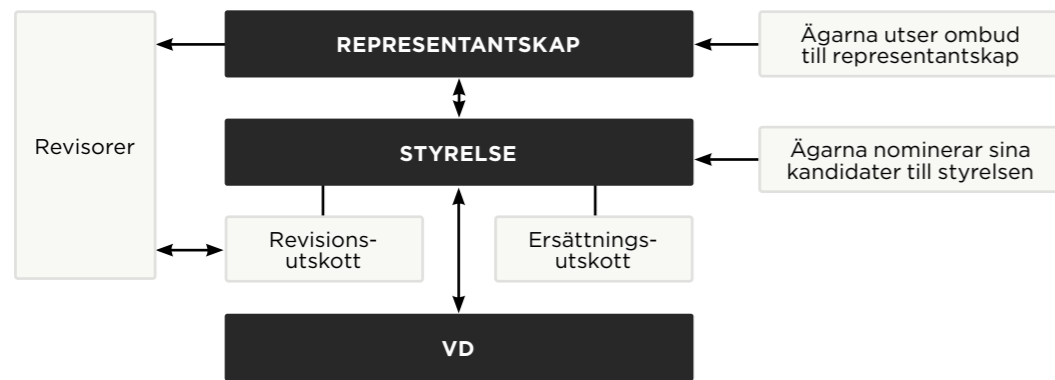 REPRESENTANTSKAP
Ägarna utser ombud
till representantskap
Revisorer
STYRELSE
Ägarna nominerar sina
kandidater till styrelsen
Revisions-
utskott
Ersättnings-
utskott
VD